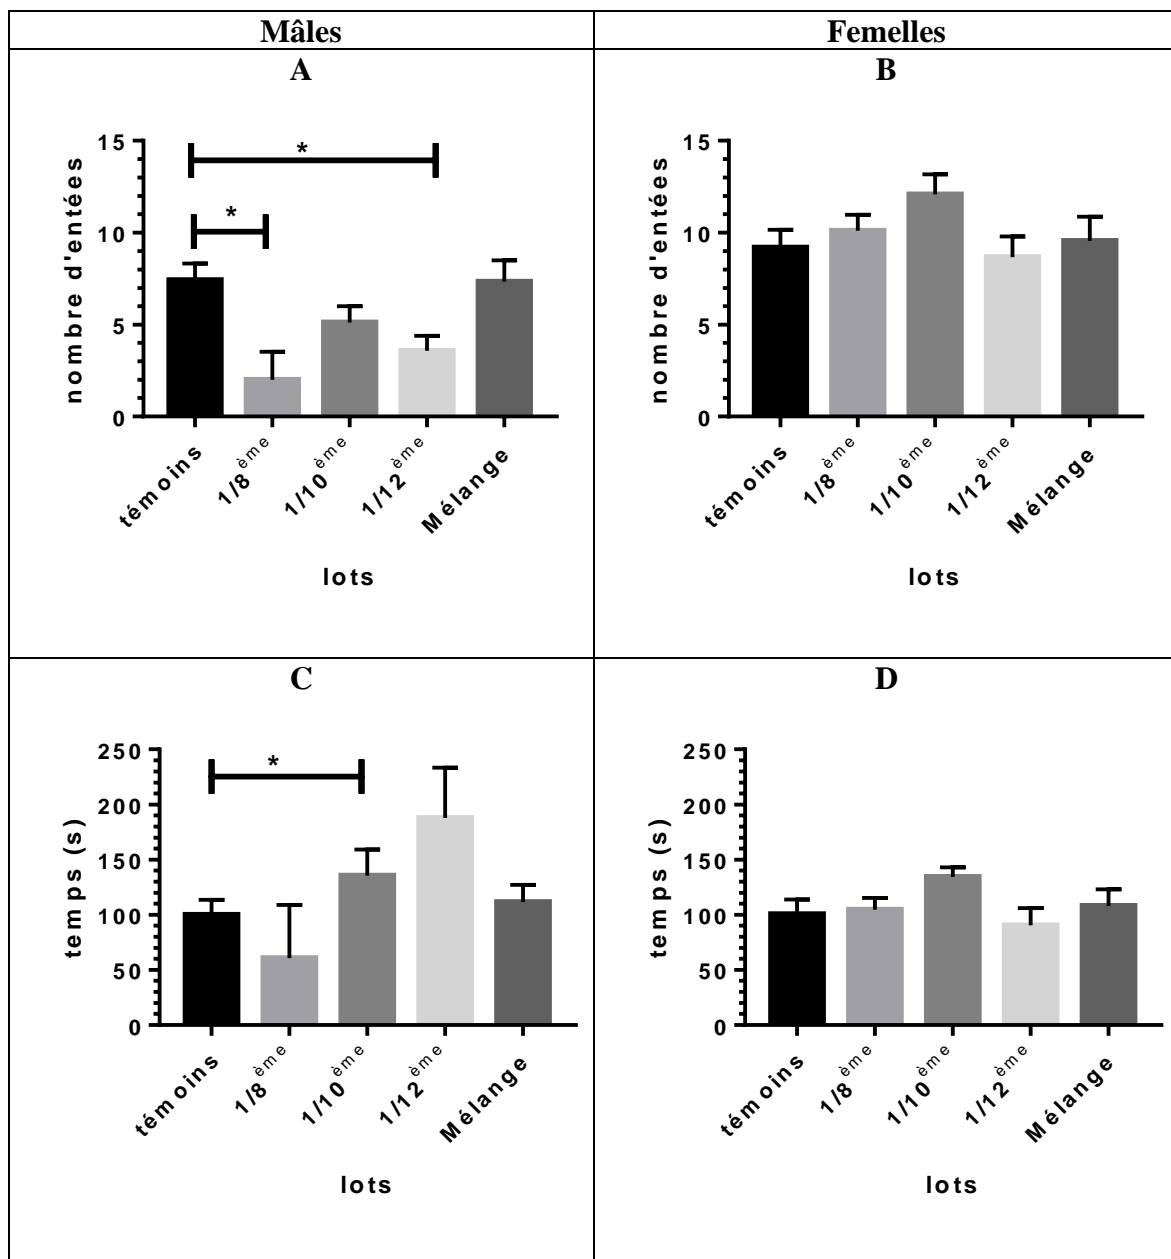 Mâles
Femelles
A
nombre d'entées
15
10
5
0
*
*
témoins
1/8ème
1/10ème
1/12ème
Mélange
lots
B
nombre d'entées
15
10
5
0
témoins
1/8ème
1/10ème
1/12ème
Mélange
lots
C
temps (s)
250
200
150
100
50
0
*
témoins
1/8ème
1/10ème
1/12ème
Mélange
lots
D
temps (s)
250
200
150
100
50
0
témoins
1/8ème
1/10ème
1/12ème
Mélange
lots